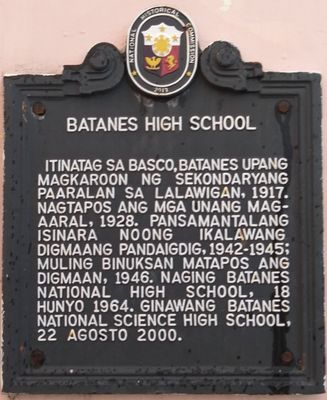 NATIONAL HISTORICAL COMMISSION
2019
BATANES HIGH SCHOOL
ITINATAG SA BASCO, BATANES UPANG
MAGKAROON NG SEKONDARYANG
PAARALAN SA LALAWIGAN, 1917.
NAGTAPOS ANG MGA UNANG MAG-
AARAL, 1928. PANSAMANTALANG
ISINARA NOONG IKALAWANG
DIGMAANG PANDAIGDIG, 1942-1945;
MULING BINUKSAN MATAPOS ANG
DIGMAAN, 1946. NAGING BATANES
NATIONAL HIGH SCHOOL, 18
HUNYO 1964. GINAWANG BATANES
NATIONAL SCIENCE HIGH SCHOOL,
22 AGOSTO 2000.